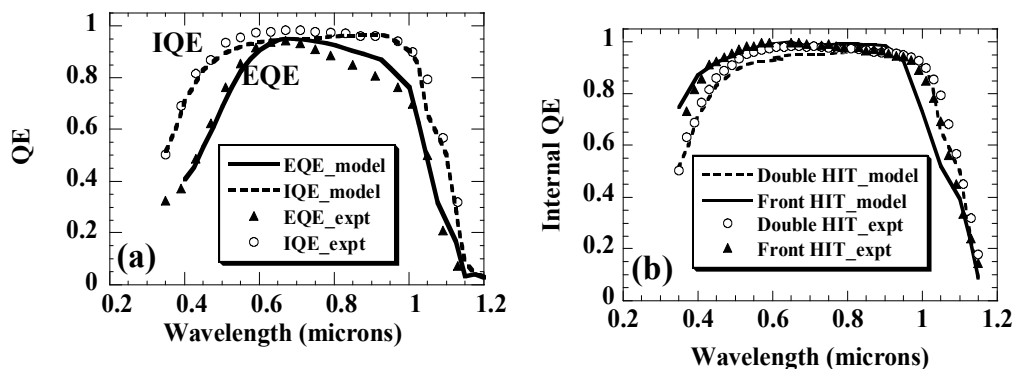 IQE
EQE
QE
1
0.8
0.6
0.4
0.2
0
EQE_model
IQE_model
EQE_expt
IQE_expt
(a)
0.2 0.4 0.6 0.8 1 1.2
Wavelength (microns)
Internal QE
1
0.8
0.6
0.4
0.2
0
Double HIT_model
Front HIT_model
Double HIT_expt
Front HIT_expt
(b)
0.2 0.4 0.6 0.8 1 1.2
Wavelength (microns)